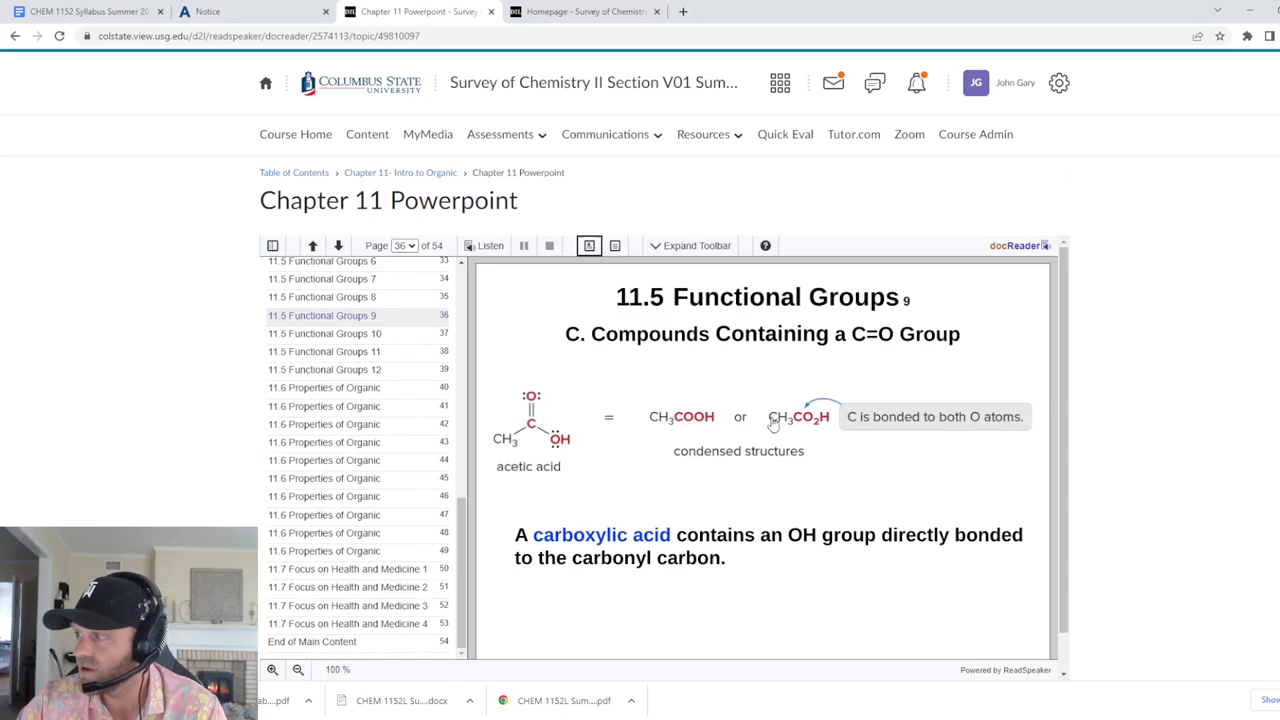 CHEM 1152 Syllabus Summer 20
Notice
Chapter 11 Powerpoint - Survey
Homepage - Survey of Chemistry
colstate.view.usg.edu/d2l/readspeaker/docreader/2574113/topic/49810097
COLUMBUS STATE
UNIVERSITY
Survey of Chemistry II Section V01 Sum...
JG
John Gary
Course Home
Content
MyMedia
Assessments
Communications
Resources
Quick Eval
Tutor.com
Zoom
Course Admin
Table of Contents › Chapter 11- Intro to Organic › Chapter 11 Powerpoint
Chapter 11 Powerpoint
Page 36 of 54
Listen
Expand Toolbar
docReader
11.5 Functional Groups 6 33
11.5 Functional Groups 7 34
11.5 Functional Groups 8 35
11.5 Functional Groups 9 36
11.5 Functional Groups 10 37
11.5 Functional Groups 11 38
11.5 Functional Groups 12 39
11.6 Properties of Organic 40
11.6 Properties of Organic 41
11.6 Properties of Organic 42
11.6 Properties of Organic 43
11.6 Properties of Organic 44
11.6 Properties of Organic 45
11.6 Properties of Organic 46
11.6 Properties of Organic 47
11.6 Properties of Organic 48
11.6 Properties of Organic 49
11.7 Focus on Health and Medicine 1 50
11.7 Focus on Health and Medicine 2 51
11.7 Focus on Health and Medicine 3 52
11.7 Focus on Health and Medicine 4 53
End of Main Content 54
11.5 Functional Groups 9
C. Compounds Containing a C=O Group
:O:
C
CH₃ OH
acetic acid
=
CH₃COOH or CH₃CO₂H
C is bonded to both O atoms.
condensed structures
A carboxylic acid contains an OH group directly bonded
to the carbonyl carbon.
100 %
Powered by ReadSpeaker
ab....pdf
CHEM 1152L Su....docx
CHEM 1152L Sum....pdf
Show